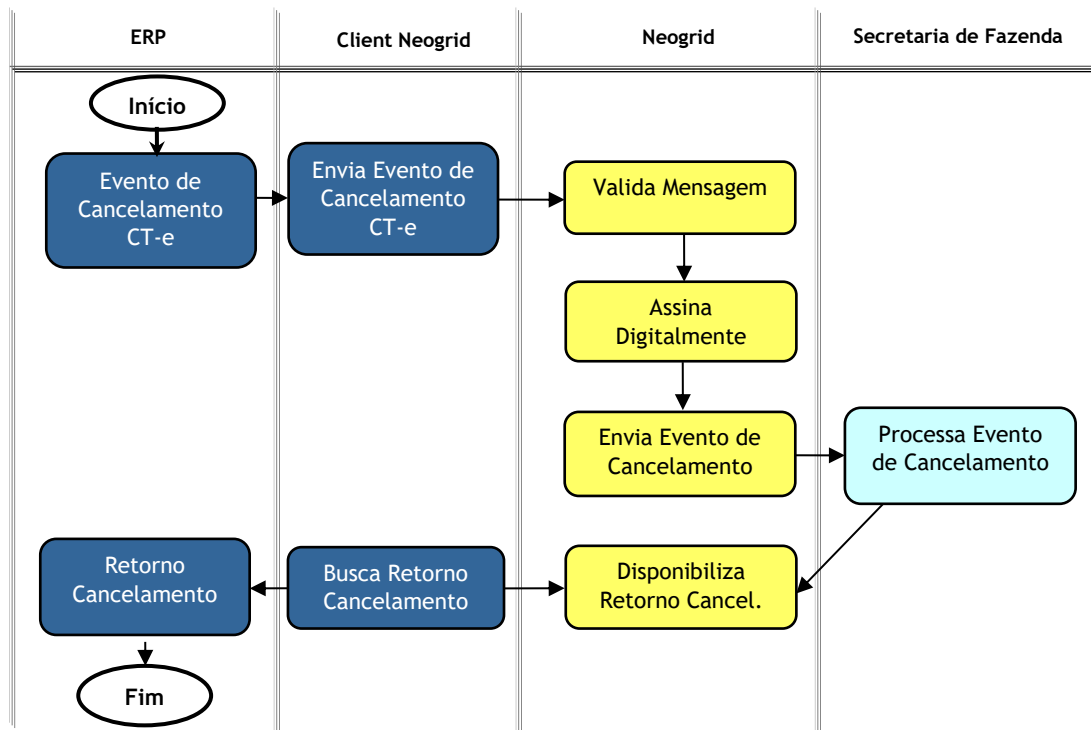 ERP
Client Neogrid
Neogrid
Secretaria de Fazenda
Início
Evento de
Cancelamento
CT-e
Envia Evento de
Cancelamento
CT-e
Valida Mensagem
Assina
Digitalmente
Envia Evento de
Cancelamento
Processa Evento
de Cancelamento
Retorno
Cancelamento
Busca Retorno
Cancelamento
Disponibiliza
Retorno Cancel.
Fim